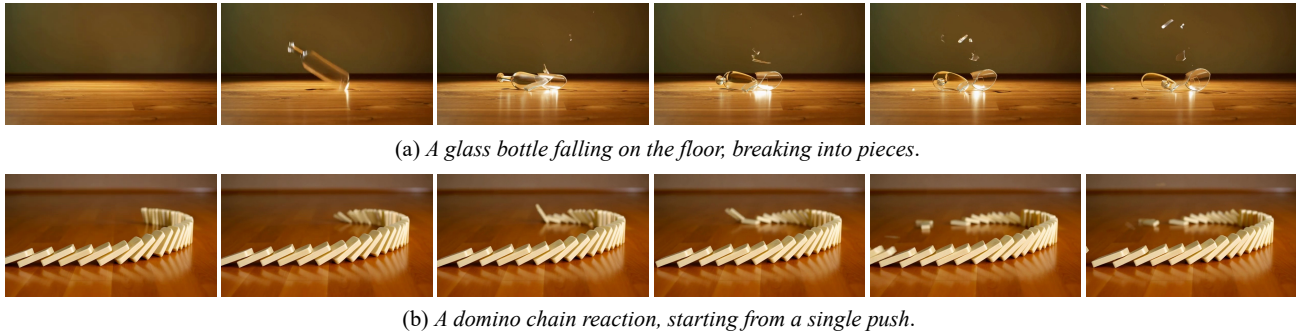 (a) A glass bottle falling on the floor, breaking into pieces.
(b) A domino chain reaction, starting from a single push.